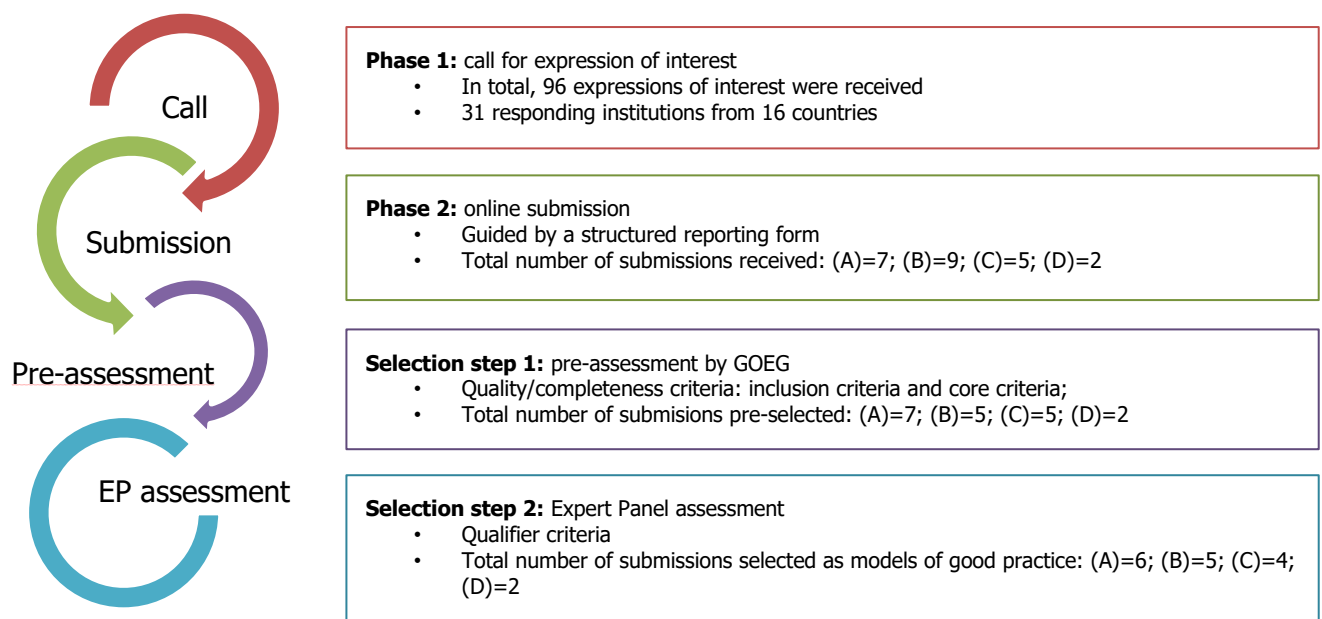 Call
Phase 1: call for expression of interest
• In total, 96 expressions of interest were received
• 31 responding institutions from 16 countries
Submission
Phase 2: online submission
• Guided by a structured reporting form
• Total number of submissions received: (A)=7; (B)=9; (C)=5; (D)=2
Pre-assessment
Selection step 1: pre-assessment by GOEG
• Quality/completeness criteria: inclusion criteria and core criteria;
• Total number of submisions pre-selected: (A)=7; (B)=5; (C)=5; (D)=2
EP assessment
Selection step 2: Expert Panel assessment
• Qualifier criteria
• Total number of submissions selected as models of good practice: (A)=6; (B)=5; (C)=4;
(D)=2